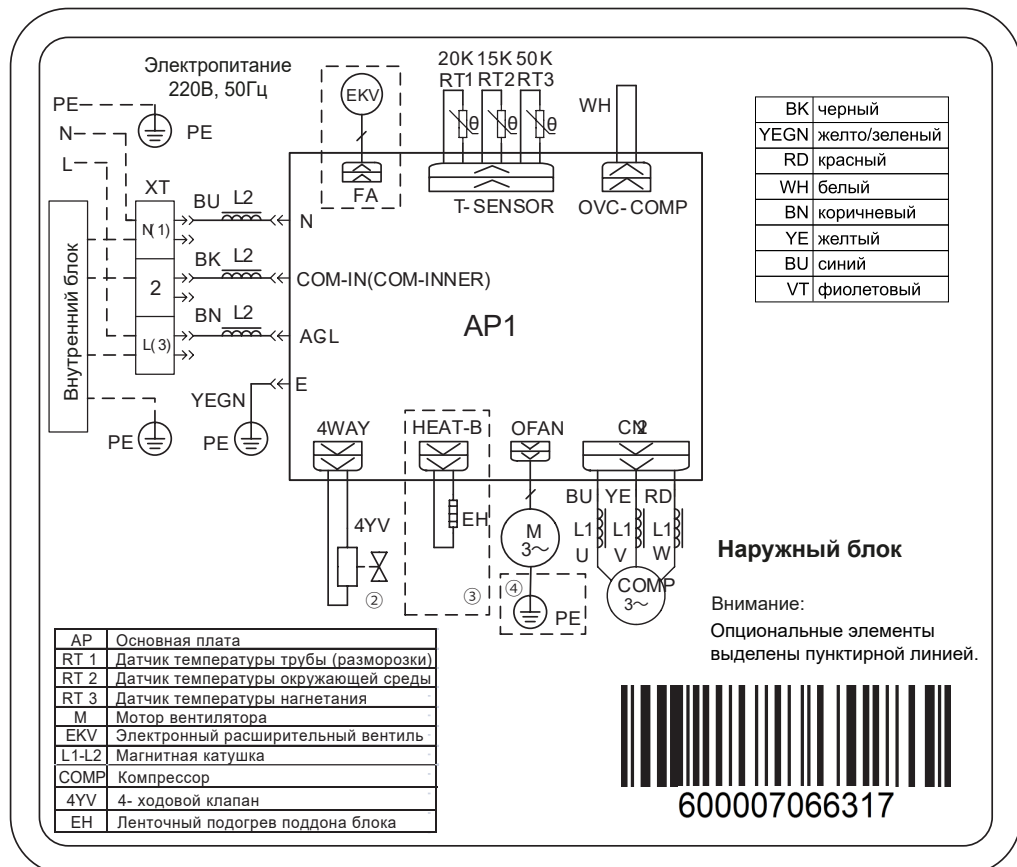 Электропитание
220В, 50Гц
PE
N
L
PE
XT
N(1)
2
L(3)
Внутренний блок
BU L2
BK L2
BN L2
YEGN
PE
PE
EKV
FA
20K 15K 50K
RT1 RT2 RT3
θ θ θ
T-SENSOR
WH
OVC-COMP
N
COM-IN(COM-INNER)
AGL
E
AP1
4WAY
HEAT-B
OFAN
4YV
②
EH
③
M
3~
④
PE
BU YE RD
L1 L1 L1
U V W
COMP
3~
BK черный
YEGN желто/зеленый
RD красный
WH белый
BN коричневый
YE желтый
BU синий
VT фиолетовый
Наружный блок
Внимание:
Опциональные элементы
выделены пунктирной линией.
AP Основная плата
RT 1 Датчик температуры трубы (разморозки)
RT 2 Датчик температуры окружающей среды
RT 3 Датчик температуры нагнетания
M Мотор вентилятора
EKV Электронный расширительный вентиль
L1-L2 Магнитная катушка
COMP Компрессор
4YV 4- ходовой клапан
EH Ленточный подогрев поддона блока
600007066317